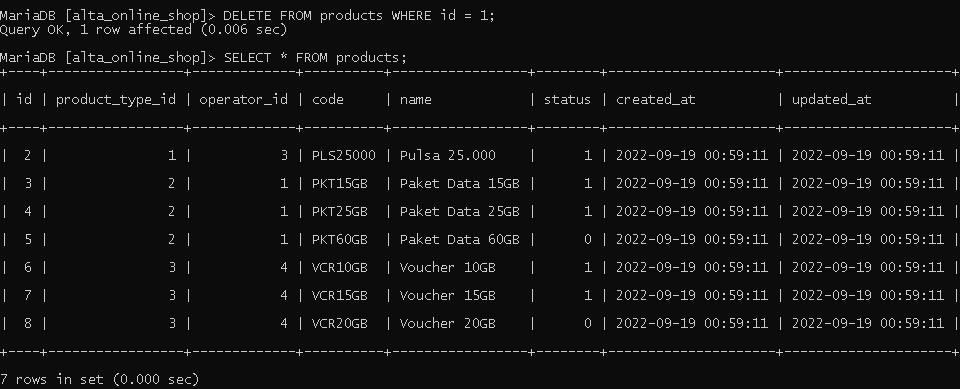 MariaDB [alta_online_shop]> DELETE FROM products WHERE id = 1;
Query OK, 1 row affected (0.006 sec)
MariaDB [alta_online_shop]> SELECT * FROM products;
+----+-----------------+-------------+----------+-----------------+--------+---------------------+---------------------+
| id | product_type_id | operator_id | code     | name            | status | created_at          | updated_at          |
+----+-----------------+-------------+----------+-----------------+--------+---------------------+---------------------+
|  2 |               1 |           3 | PLS25000 | Pulsa 25.000    |      1 | 2022-09-19 00:59:11 | 2022-09-19 00:59:11 |
|  3 |               2 |           1 | PKT15GB  | Paket Data 15GB |      1 | 2022-09-19 00:59:11 | 2022-09-19 00:59:11 |
|  4 |               2 |           1 | PKT25GB  | Paket Data 25GB |      1 | 2022-09-19 00:59:11 | 2022-09-19 00:59:11 |
|  5 |               2 |           1 | PKT60GB  | Paket Data 60GB |      0 | 2022-09-19 00:59:11 | 2022-09-19 00:59:11 |
|  6 |               3 |           4 | VCR10GB  | Voucher 10GB    |      1 | 2022-09-19 00:59:11 | 2022-09-19 00:59:11 |
|  7 |               3 |           4 | VCR15GB  | Voucher 15GB    |      1 | 2022-09-19 00:59:11 | 2022-09-19 00:59:11 |
|  8 |               3 |           4 | VCR20GB  | Voucher 20GB    |      0 | 2022-09-19 00:59:11 | 2022-09-19 00:59:11 |
+----+-----------------+-------------+----------+-----------------+--------+---------------------+---------------------+
7 rows in set (0.000 sec)